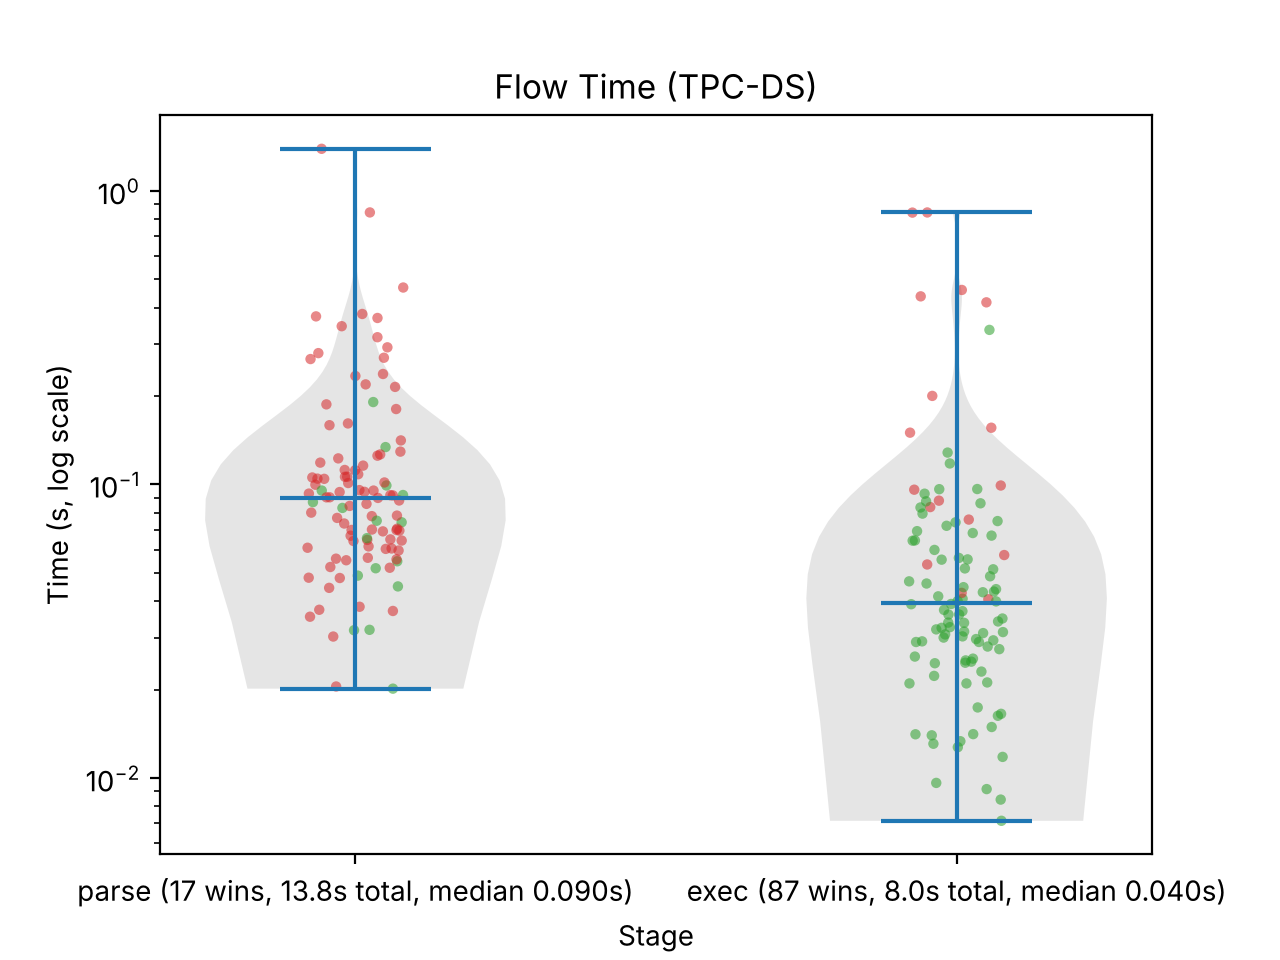 Flow Time (TPC-DS)
Time (s, log scale)
10⁰
10⁻¹
10⁻²
parse (17 wins, 13.8s total, median 0.090s)
exec (87 wins, 8.0s total, median 0.040s)
Stage